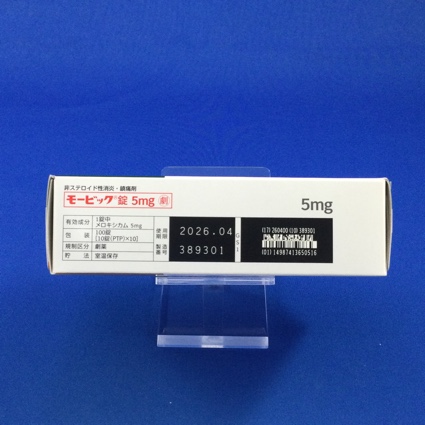 非ステロイド性消炎・鎮痛剤
モービック®錠 5mg 劇
5mg
有効成分 1錠中 メロキシカム 5mg
包装 100錠 [10錠(PTP)×10]
規制区分 劇薬
貯法 室温保存
使用期限 2026.04
製造番号 389301
(17) 260400 (10) 389301
(01) 14987413650516